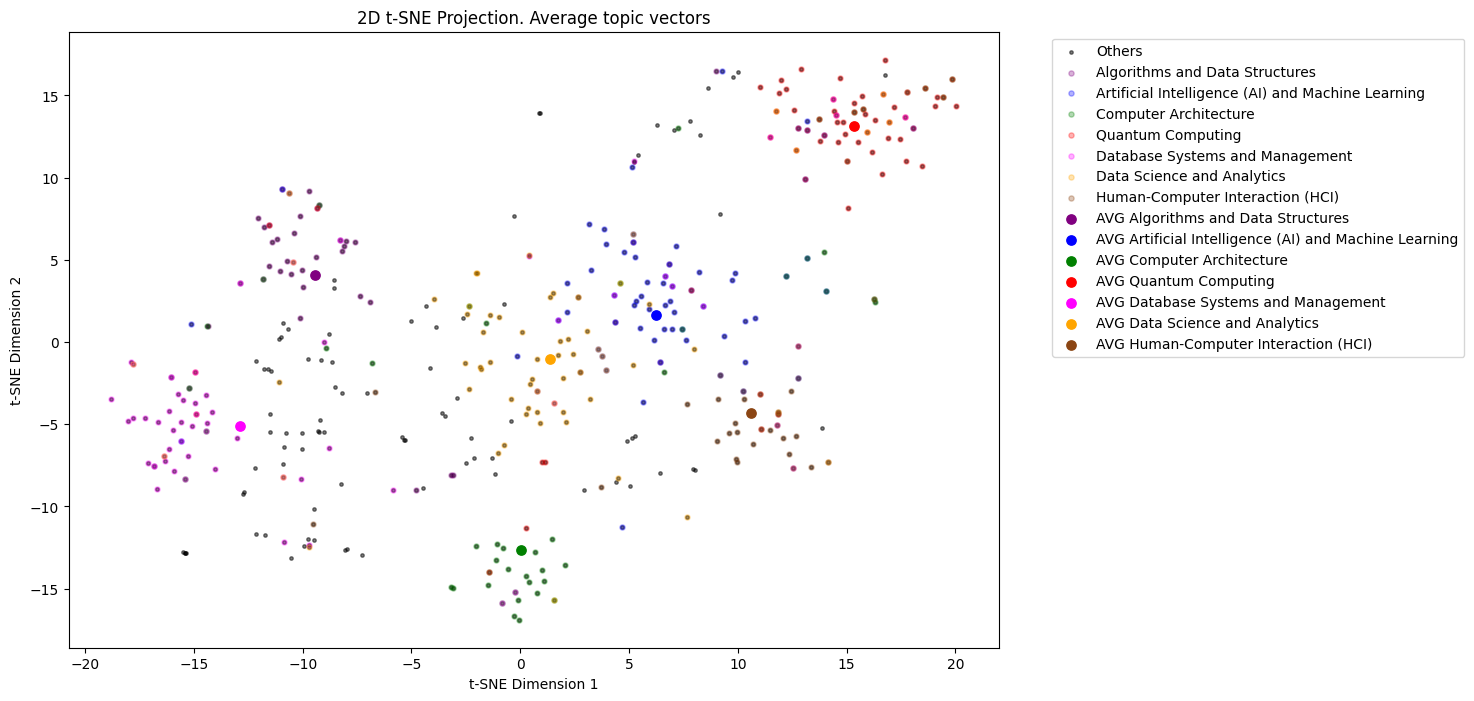 2D t-SNE Projection. Average topic vectors
t-SNE Dimension 2
15
10
5
0
−5
−10
−15
−20
−15
−10
−5
0
5
10
15
20
t-SNE Dimension 1
Others
Algorithms and Data Structures
Artificial Intelligence (AI) and Machine Learning
Computer Architecture
Quantum Computing
Database Systems and Management
Data Science and Analytics
Human-Computer Interaction (HCI)
AVG Algorithms and Data Structures
AVG Artificial Intelligence (AI) and Machine Learning
AVG Computer Architecture
AVG Quantum Computing
AVG Database Systems and Management
AVG Data Science and Analytics
AVG Human-Computer Interaction (HCI)